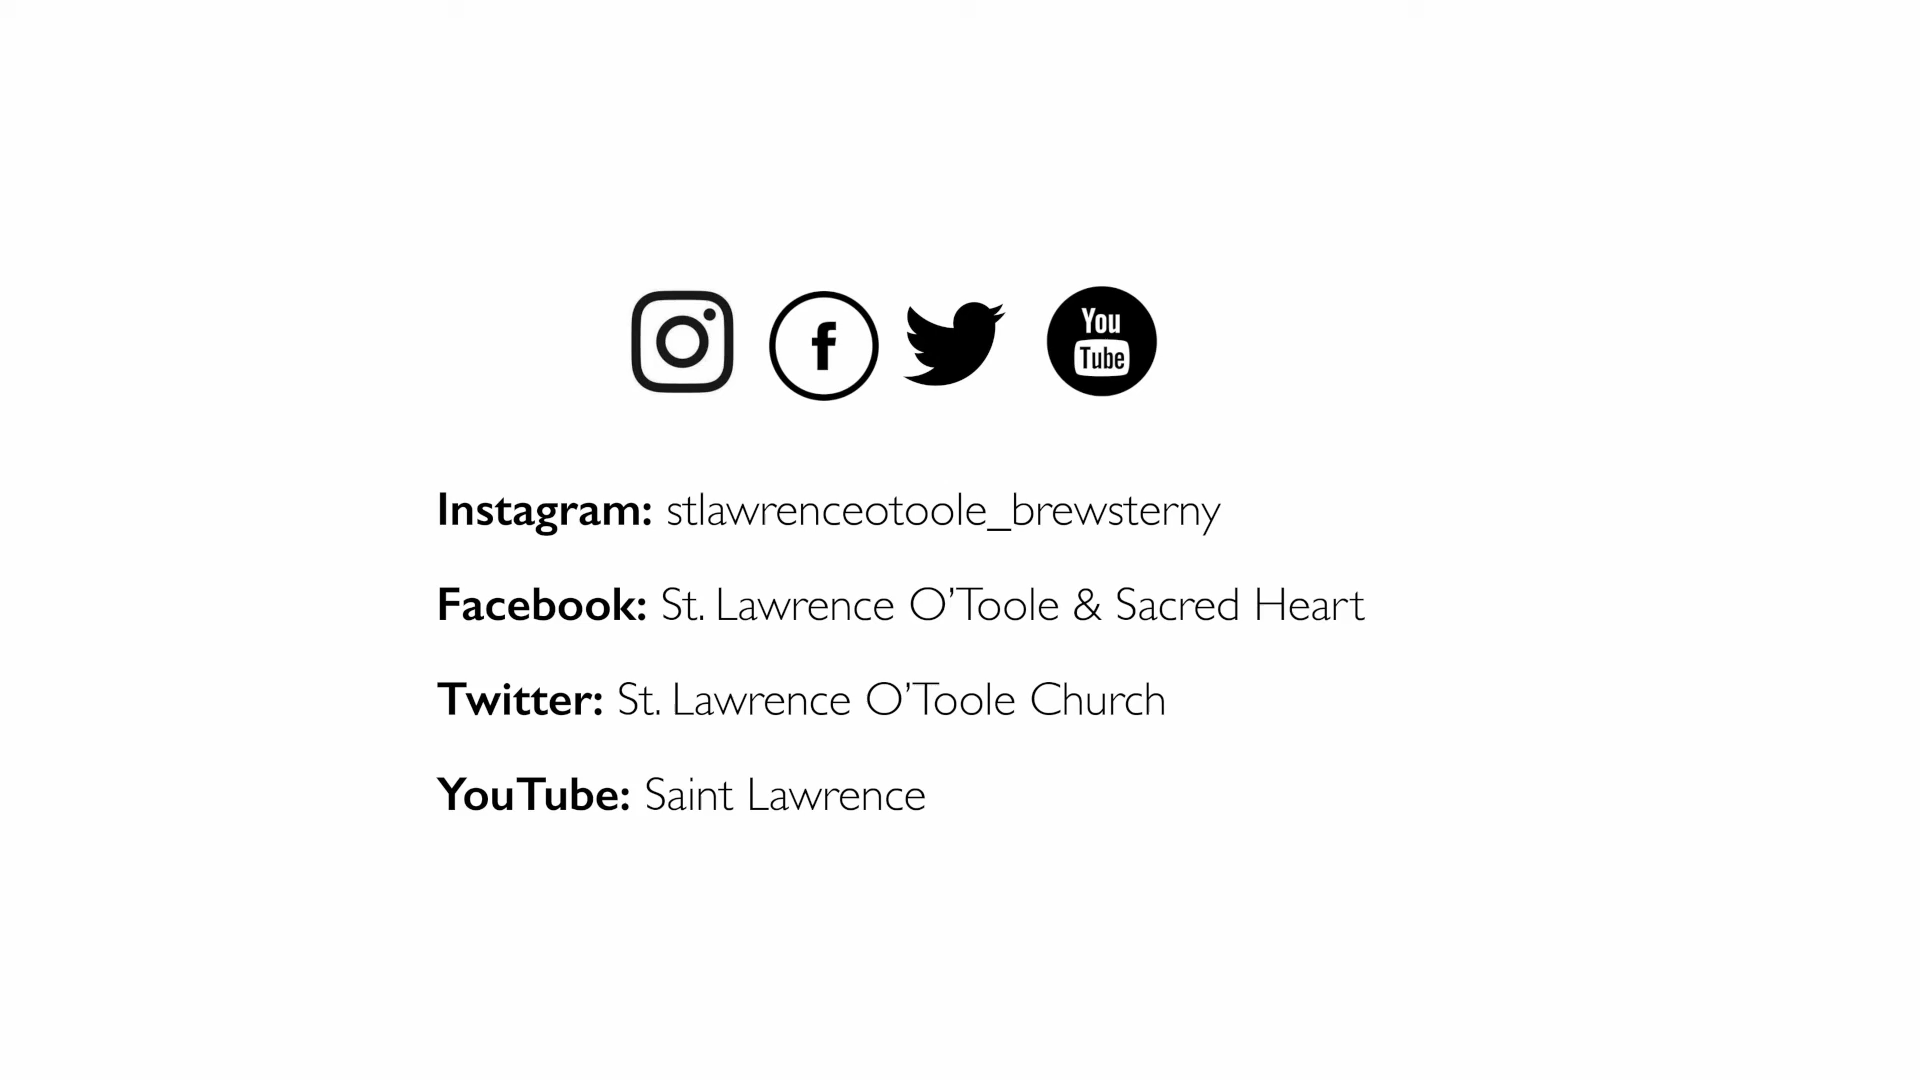 f
You
Tube
Instagram: stlawrenceotoole_brewsterny
Facebook: St. Lawrence O’Toole & Sacred Heart
Twitter: St. Lawrence O’Toole Church
YouTube: Saint Lawrence